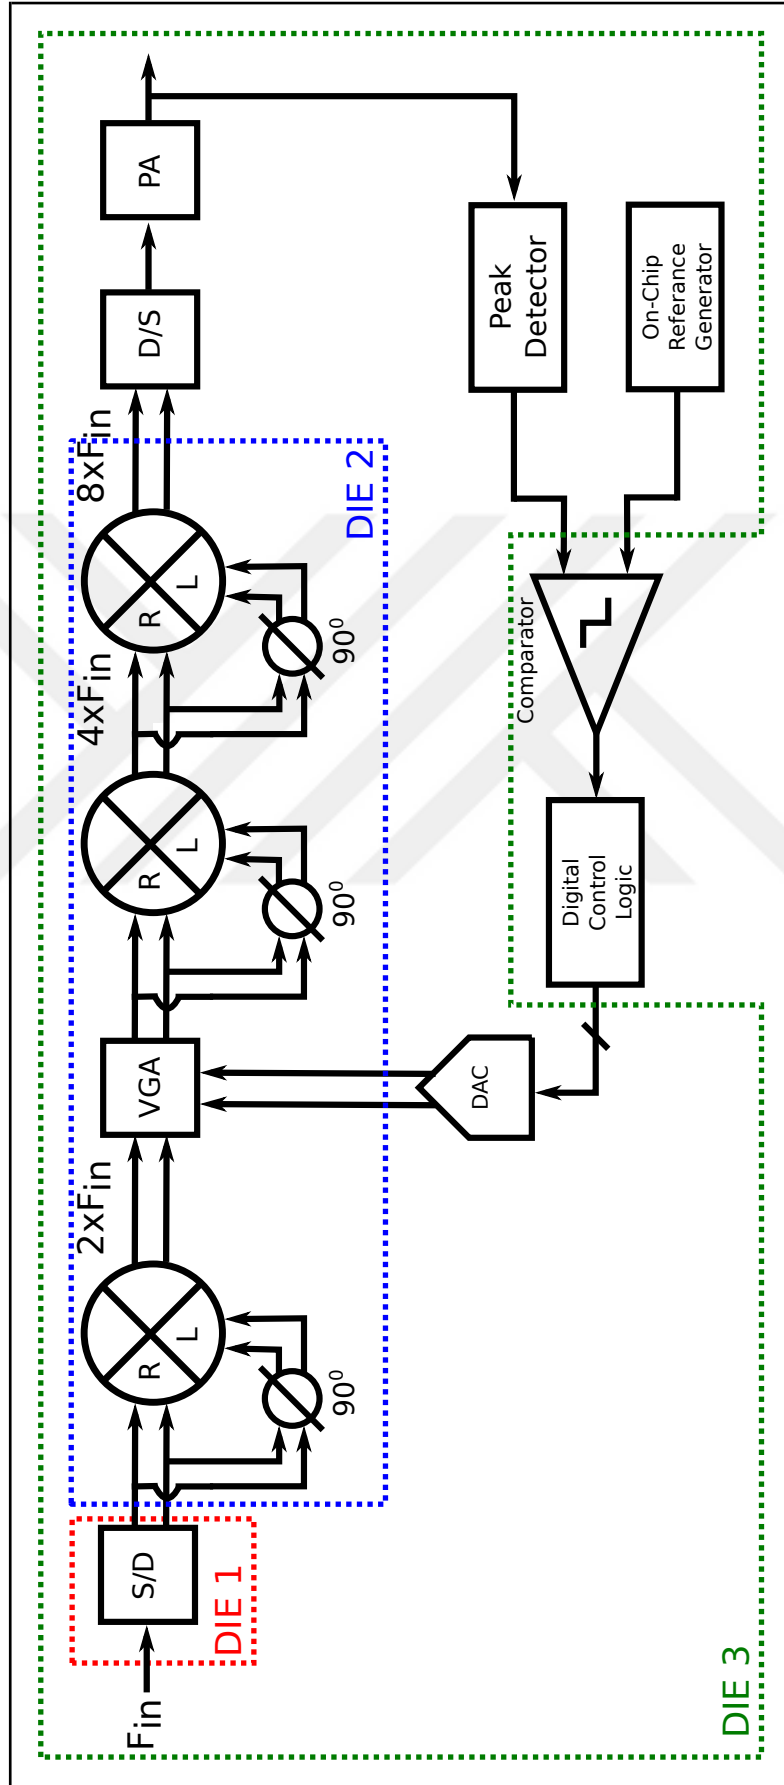 Fin
S/D
DIE 1
R
L
90⁰
2xFin
VGA
R
L
90⁰
4xFin
R
L
90⁰
8xFin
DIE 2
D/S
PA
Peak
Detector
On-Chip
Referance
Generator
Comparator
Digital
Control
Logic
DAC
DIE 3